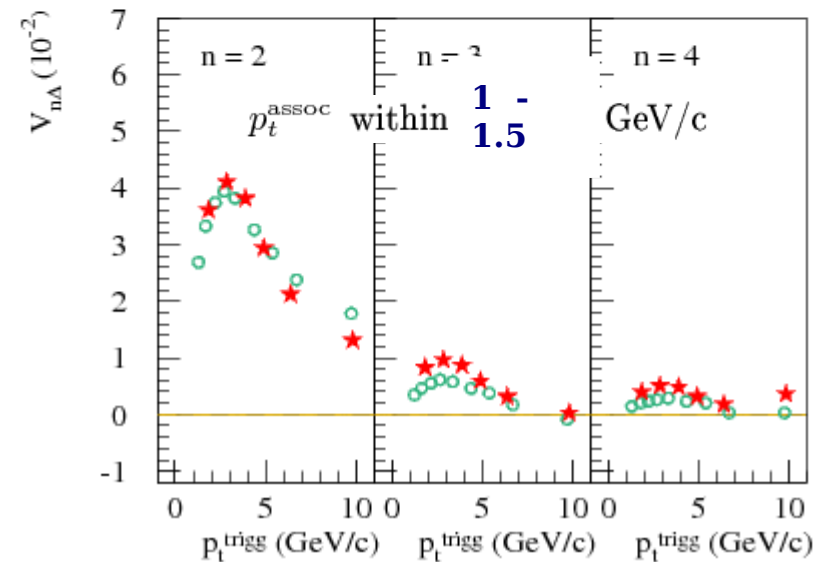 V_nΔ (10^-2)
7
6
5
4
3
2
1
0
-1
n = 2
n = 4
p_t^assoc within 1 - 1.5 GeV/c
0 5 10 0 5 10 0 5 10
p_t^trigg (GeV/c) p_t^trigg (GeV/c) p_t^trigg (GeV/c)